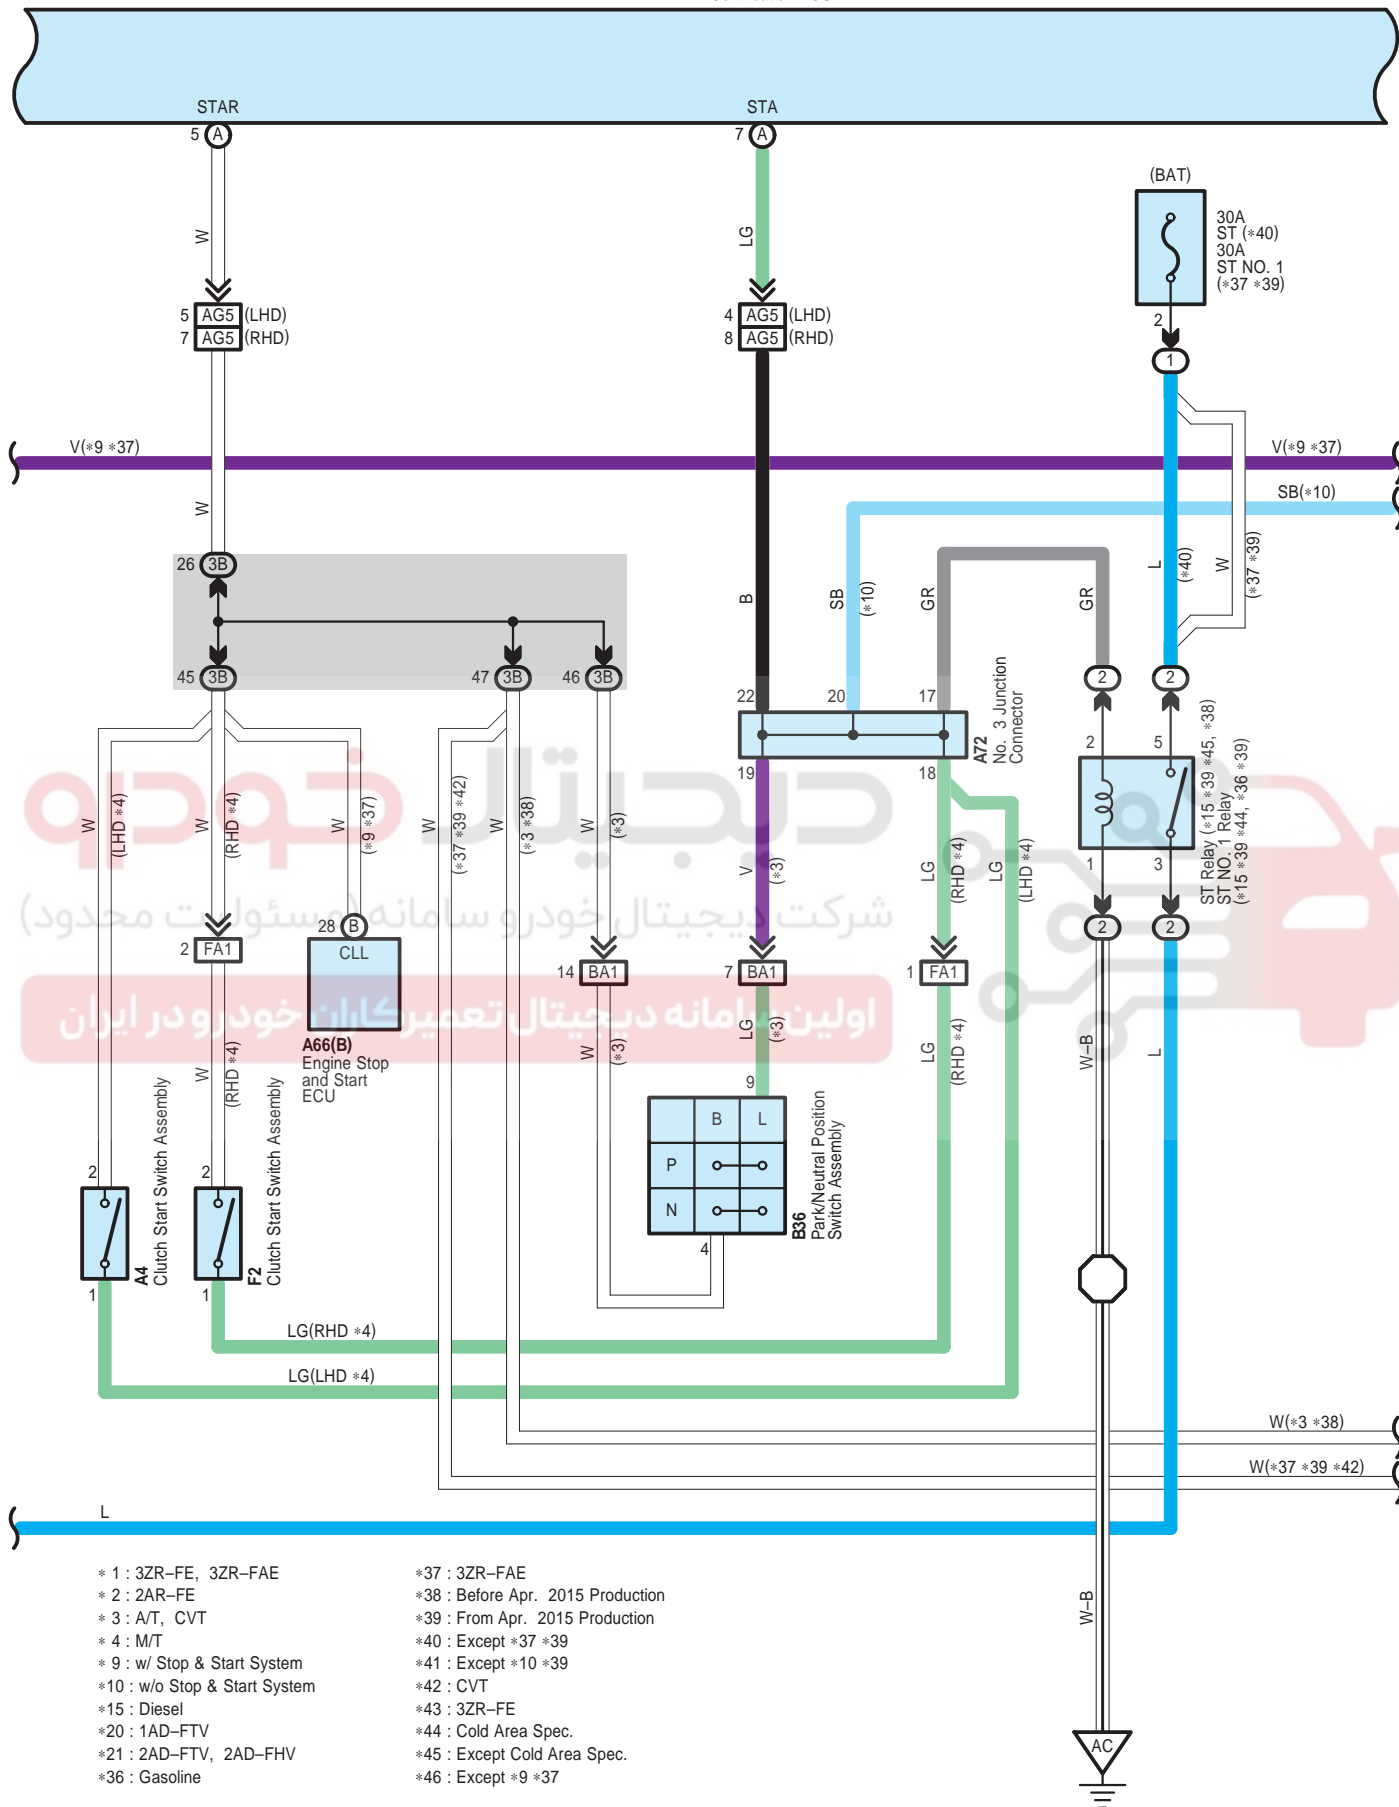 STAR
STA
5 A
7 A
(BAT)
30A
ST (*40)
30A
ST NO. 1
(*37 *39)
W
LG
2
1
5 AG5 (LHD)
7 AG5 (RHD)
4 AG5 (LHD)
8 AG5 (RHD)
V(*9 *37)
V(*9 *37)
SB(*10)
W
26 3B
B
SB
(*10)
GR
GR
L
(*40)
W
(*37 *39)
45 3B
47 3B
46 3B
2
2
22
20
17
A72
No. 3 Junction
Connector
19
18
2
5
1
3
ST Relay (*15 *39 *45, *38)
ST NO. 1 Relay
(*15 *39 *44, *36 *39)
W
(LHD *4)
W
(RHD *4)
W
(*9 *37)
W
(*37 *39 *42)
W
(*3 *38)
W
(*3)
V
(*3)
LG
(RHD *4)
LG
(LHD *4)
دیجیتال خودرو
شرکت دیجیتال خودرو سامانه (مسئولیت محدود)
اولین سامانه دیجیتال تعمیرکاران خودرو در ایران
2 FA1
28 B
CLL
A66(B)
Engine Stop
and Start
ECU
14 BA1
7 BA1
1 FA1
2
2
W
(RHD *4)
W
(*3)
LG
(*3)
LG
(RHD *4)
W–B
L
9
B L
P
N
4
B36
Park/Neutral Position
Switch Assembly
2
1
A4
Clutch Start Switch Assembly
2
1
F2
Clutch Start Switch Assembly
LG(RHD *4)
LG(LHD *4)
W(*3 *38)
W(*37 *39 *42)
L
W–B
AC
* 1 : 3ZR–FE, 3ZR–FAE
* 2 : 2AR–FE
* 3 : A/T, CVT
* 4 : M/T
* 9 : w/ Stop & Start System
*10 : w/o Stop & Start System
*15 : Diesel
*20 : 1AD–FTV
*21 : 2AD–FTV, 2AD–FHV
*36 : Gasoline
*37 : 3ZR–FAE
*38 : Before Apr. 2015 Production
*39 : From Apr. 2015 Production
*40 : Except *37 *39
*41 : Except *10 *39
*42 : CVT
*43 : 3ZR–FE
*44 : Cold Area Spec.
*45 : Except Cold Area Spec.
*46 : Except *9 *37